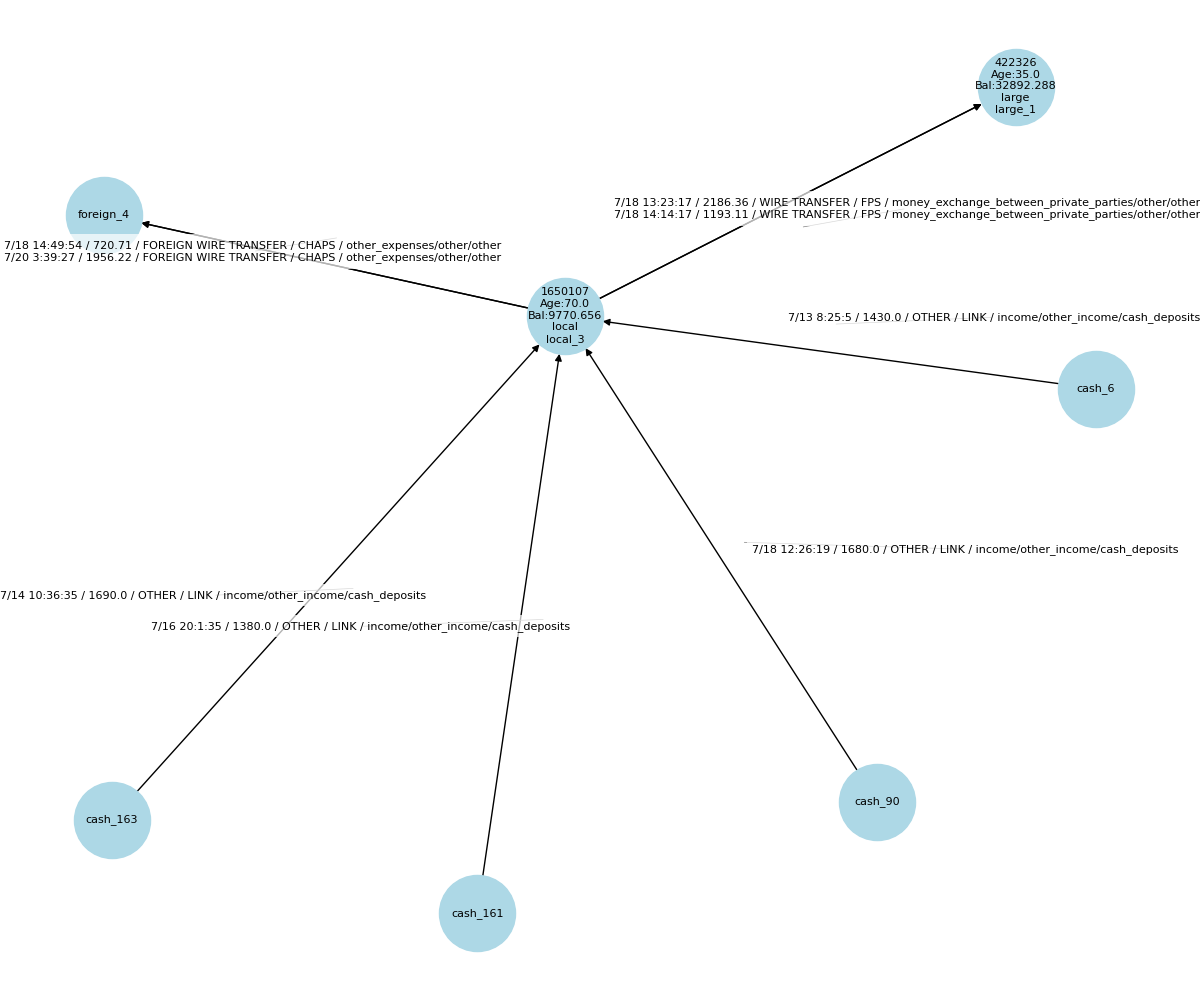 422326
Age:35.0
Bal:32892.288
large
large_1
7/18 13:23:17 / 2186.36 / WIRE TRANSFER / FPS / money_exchange_between_private_parties/other/other
7/18 14:14:17 / 1193.11 / WIRE TRANSFER / FPS / money_exchange_between_private_parties/other/other
foreign_4
7/18 14:49:54 / 720.71 / FOREIGN WIRE TRANSFER / CHAPS / other_expenses/other/other
7/20 3:39:27 / 1956.22 / FOREIGN WIRE TRANSFER / CHAPS / other_expenses/other/other
1650107
Age:70.0
Bal:9770.656
local
local_3
7/13 8:25:5 / 1430.0 / OTHER / LINK / income/other_income/cash_deposits
cash_6
7/18 12:26:19 / 1680.0 / OTHER / LINK / income/other_income/cash_deposits
7/14 10:36:35 / 1690.0 / OTHER / LINK / income/other_income/cash_deposits
7/16 20:1:35 / 1380.0 / OTHER / LINK / income/other_income/cash_deposits
cash_90
cash_163
cash_161